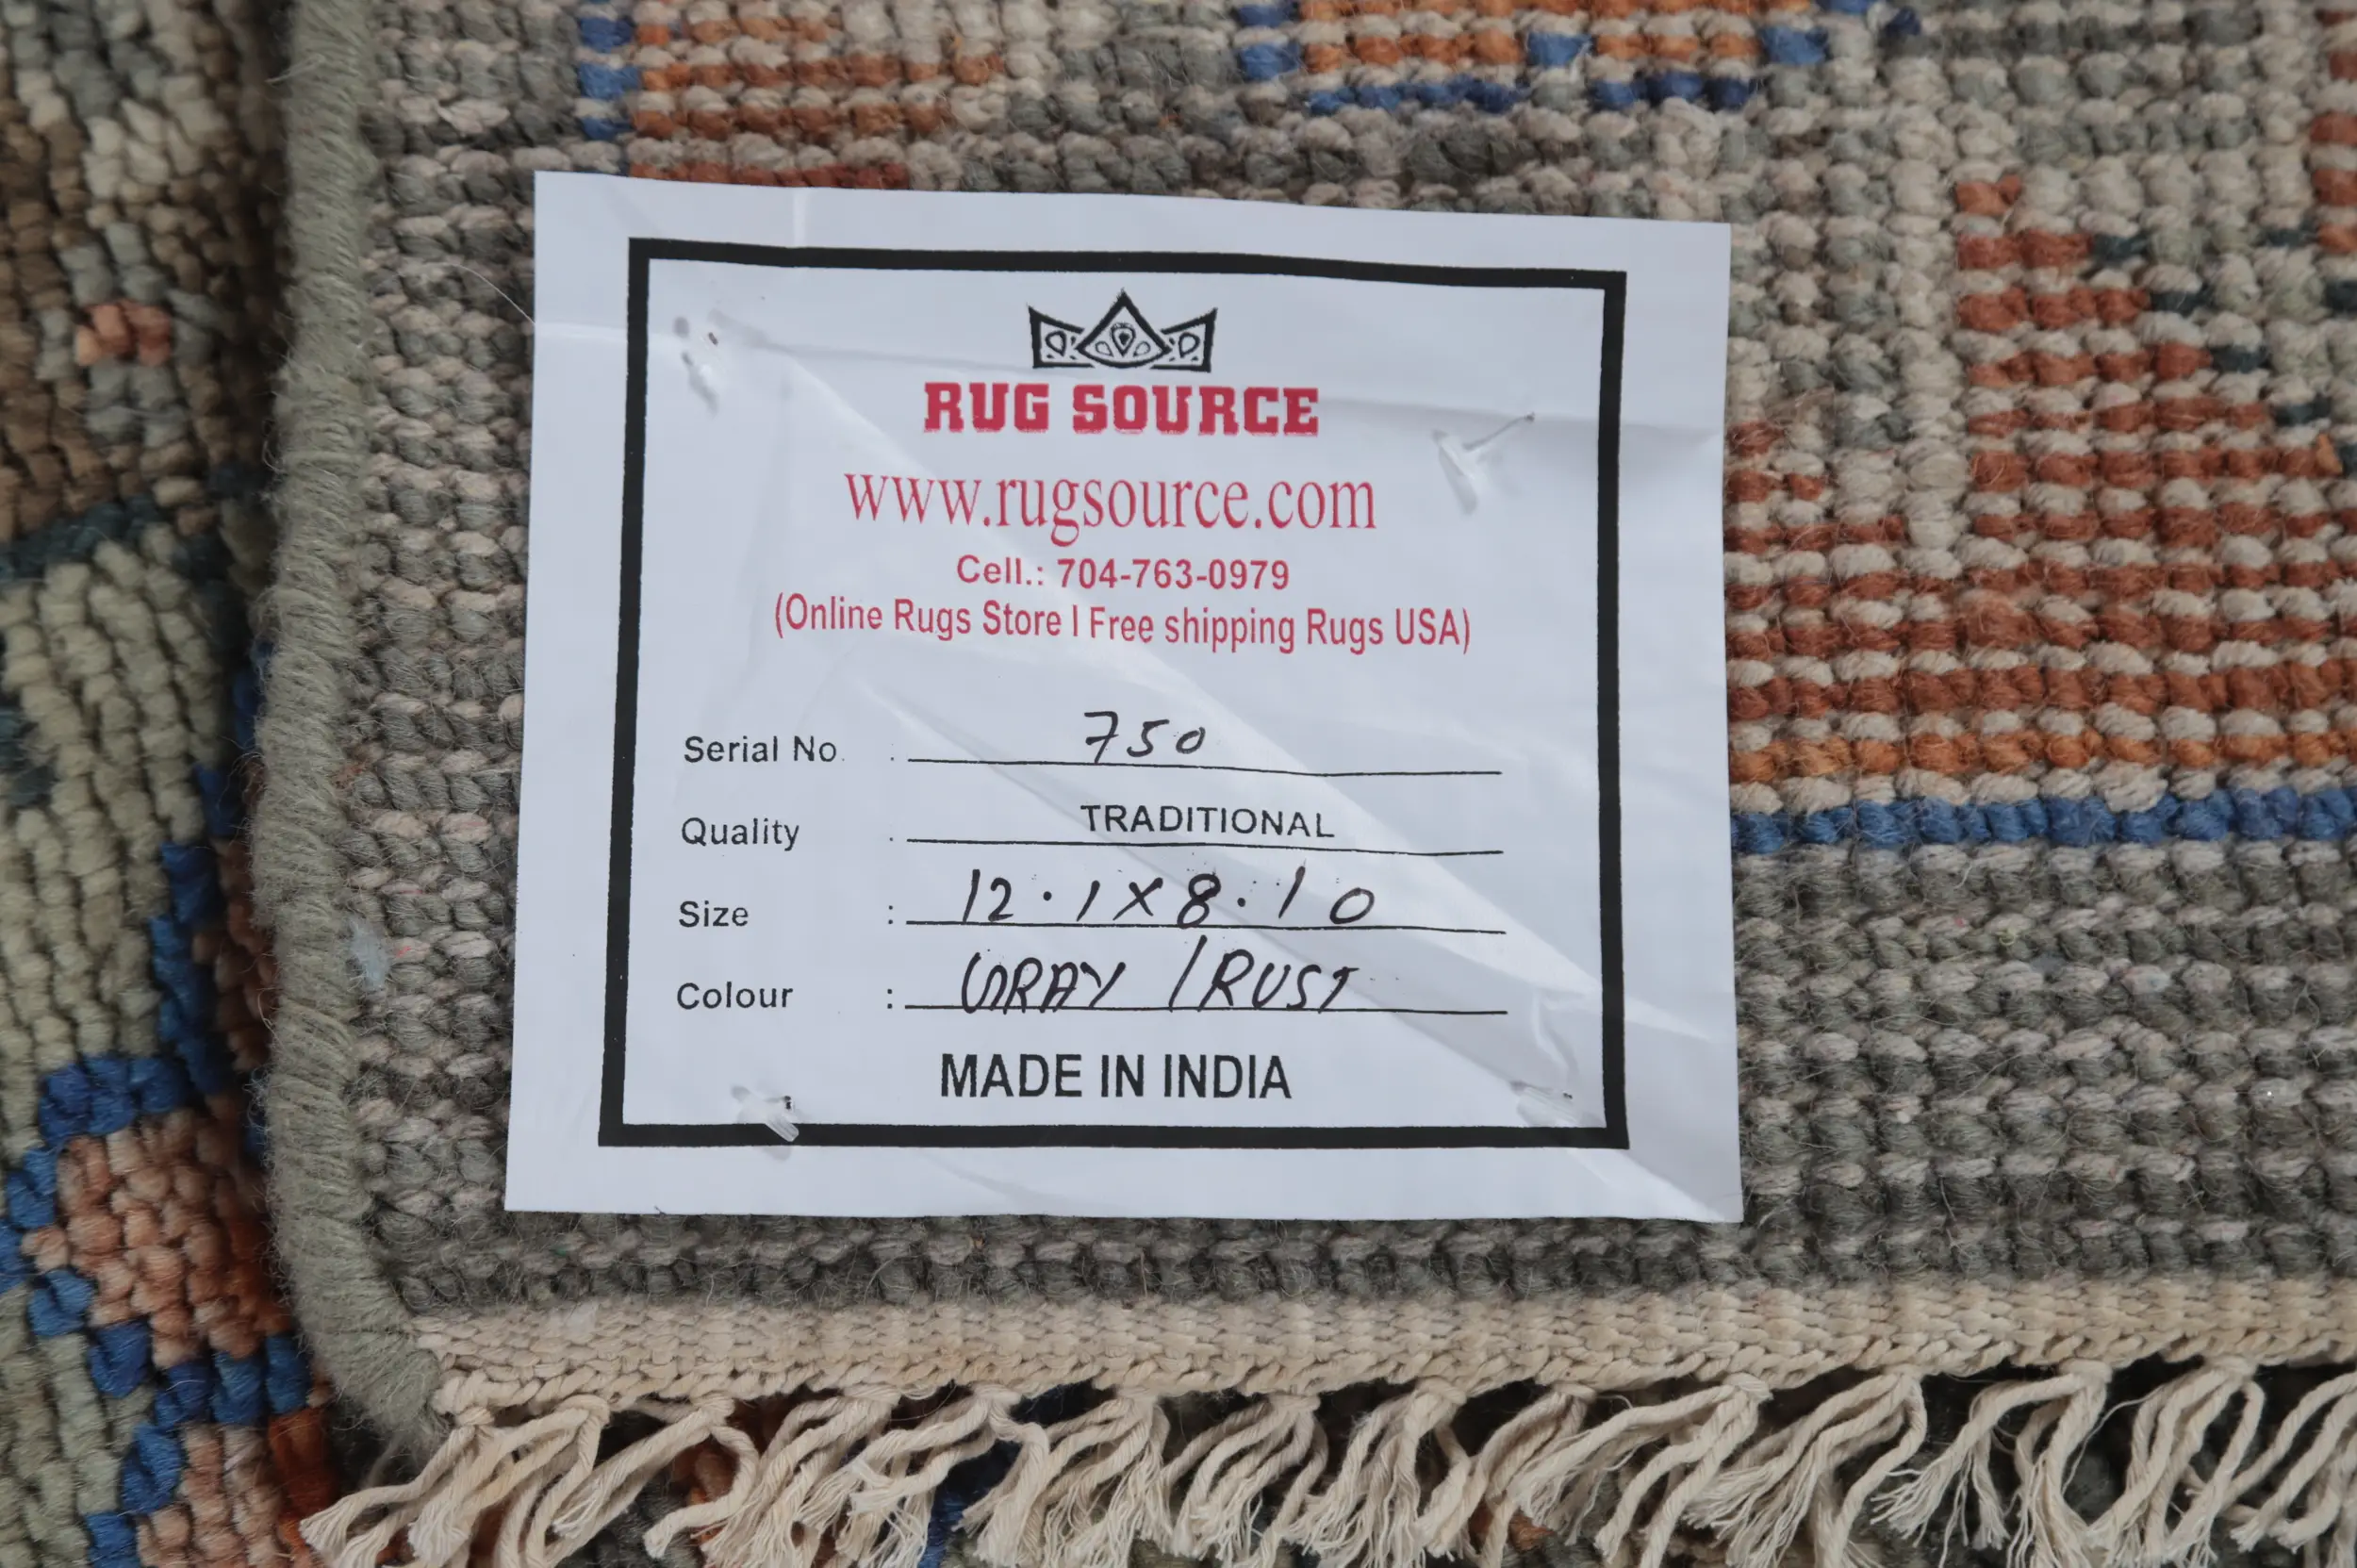 RUG SOURCE
www.rugsource.com
Cell.: 704-763-0979
(Online Rugs Store | Free shipping Rugs USA)
Serial No. : 750
Quality : TRADITIONAL
Size : 12.1X8.10
Colour : GRAY / RUST
MADE IN INDIA